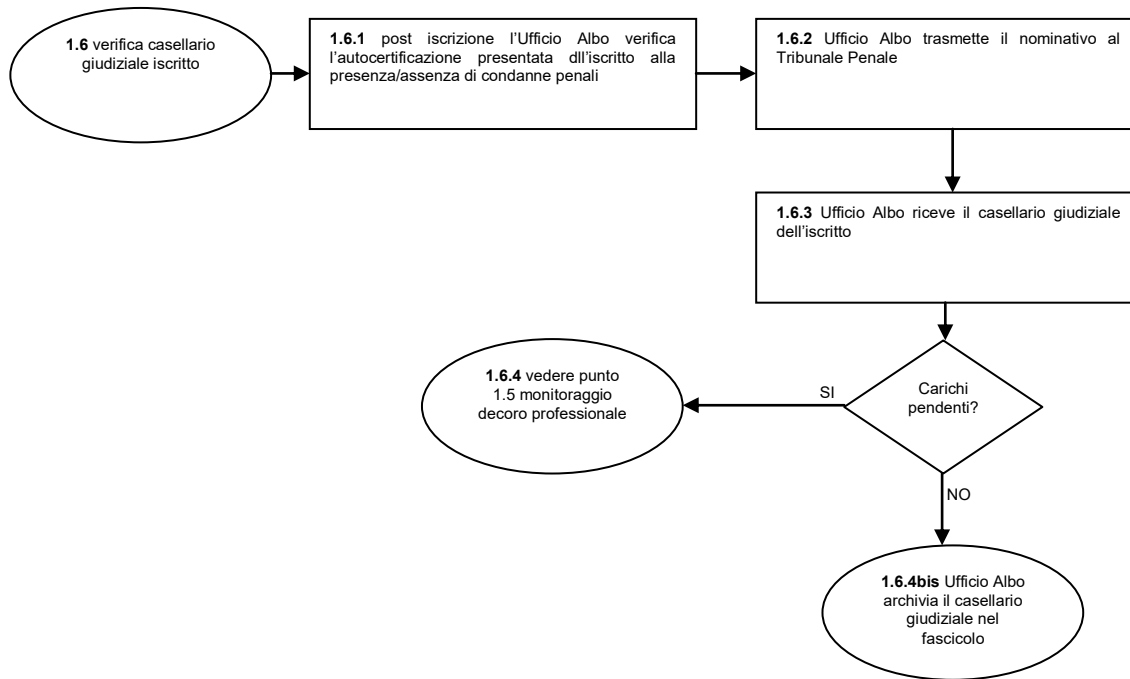 1.6 verifica casellario
giudiziale iscritto
1.6.1 post iscrizione l'Ufficio Albo verifica
l'autocertificazione presentata dll'iscritto alla
presenza/assenza di condanne penali
1.6.2 Ufficio Albo trasmette il nominativo al
Tribunale Penale
1.6.3 Ufficio Albo riceve il casellario giudiziale
dell'iscritto
Carichi
pendenti?
SI
1.6.4 vedere punto
1.5 monitoraggio
decoro professionale
NO
1.6.4bis Ufficio Albo
archivia il casellario
giudiziale nel
fascicolo